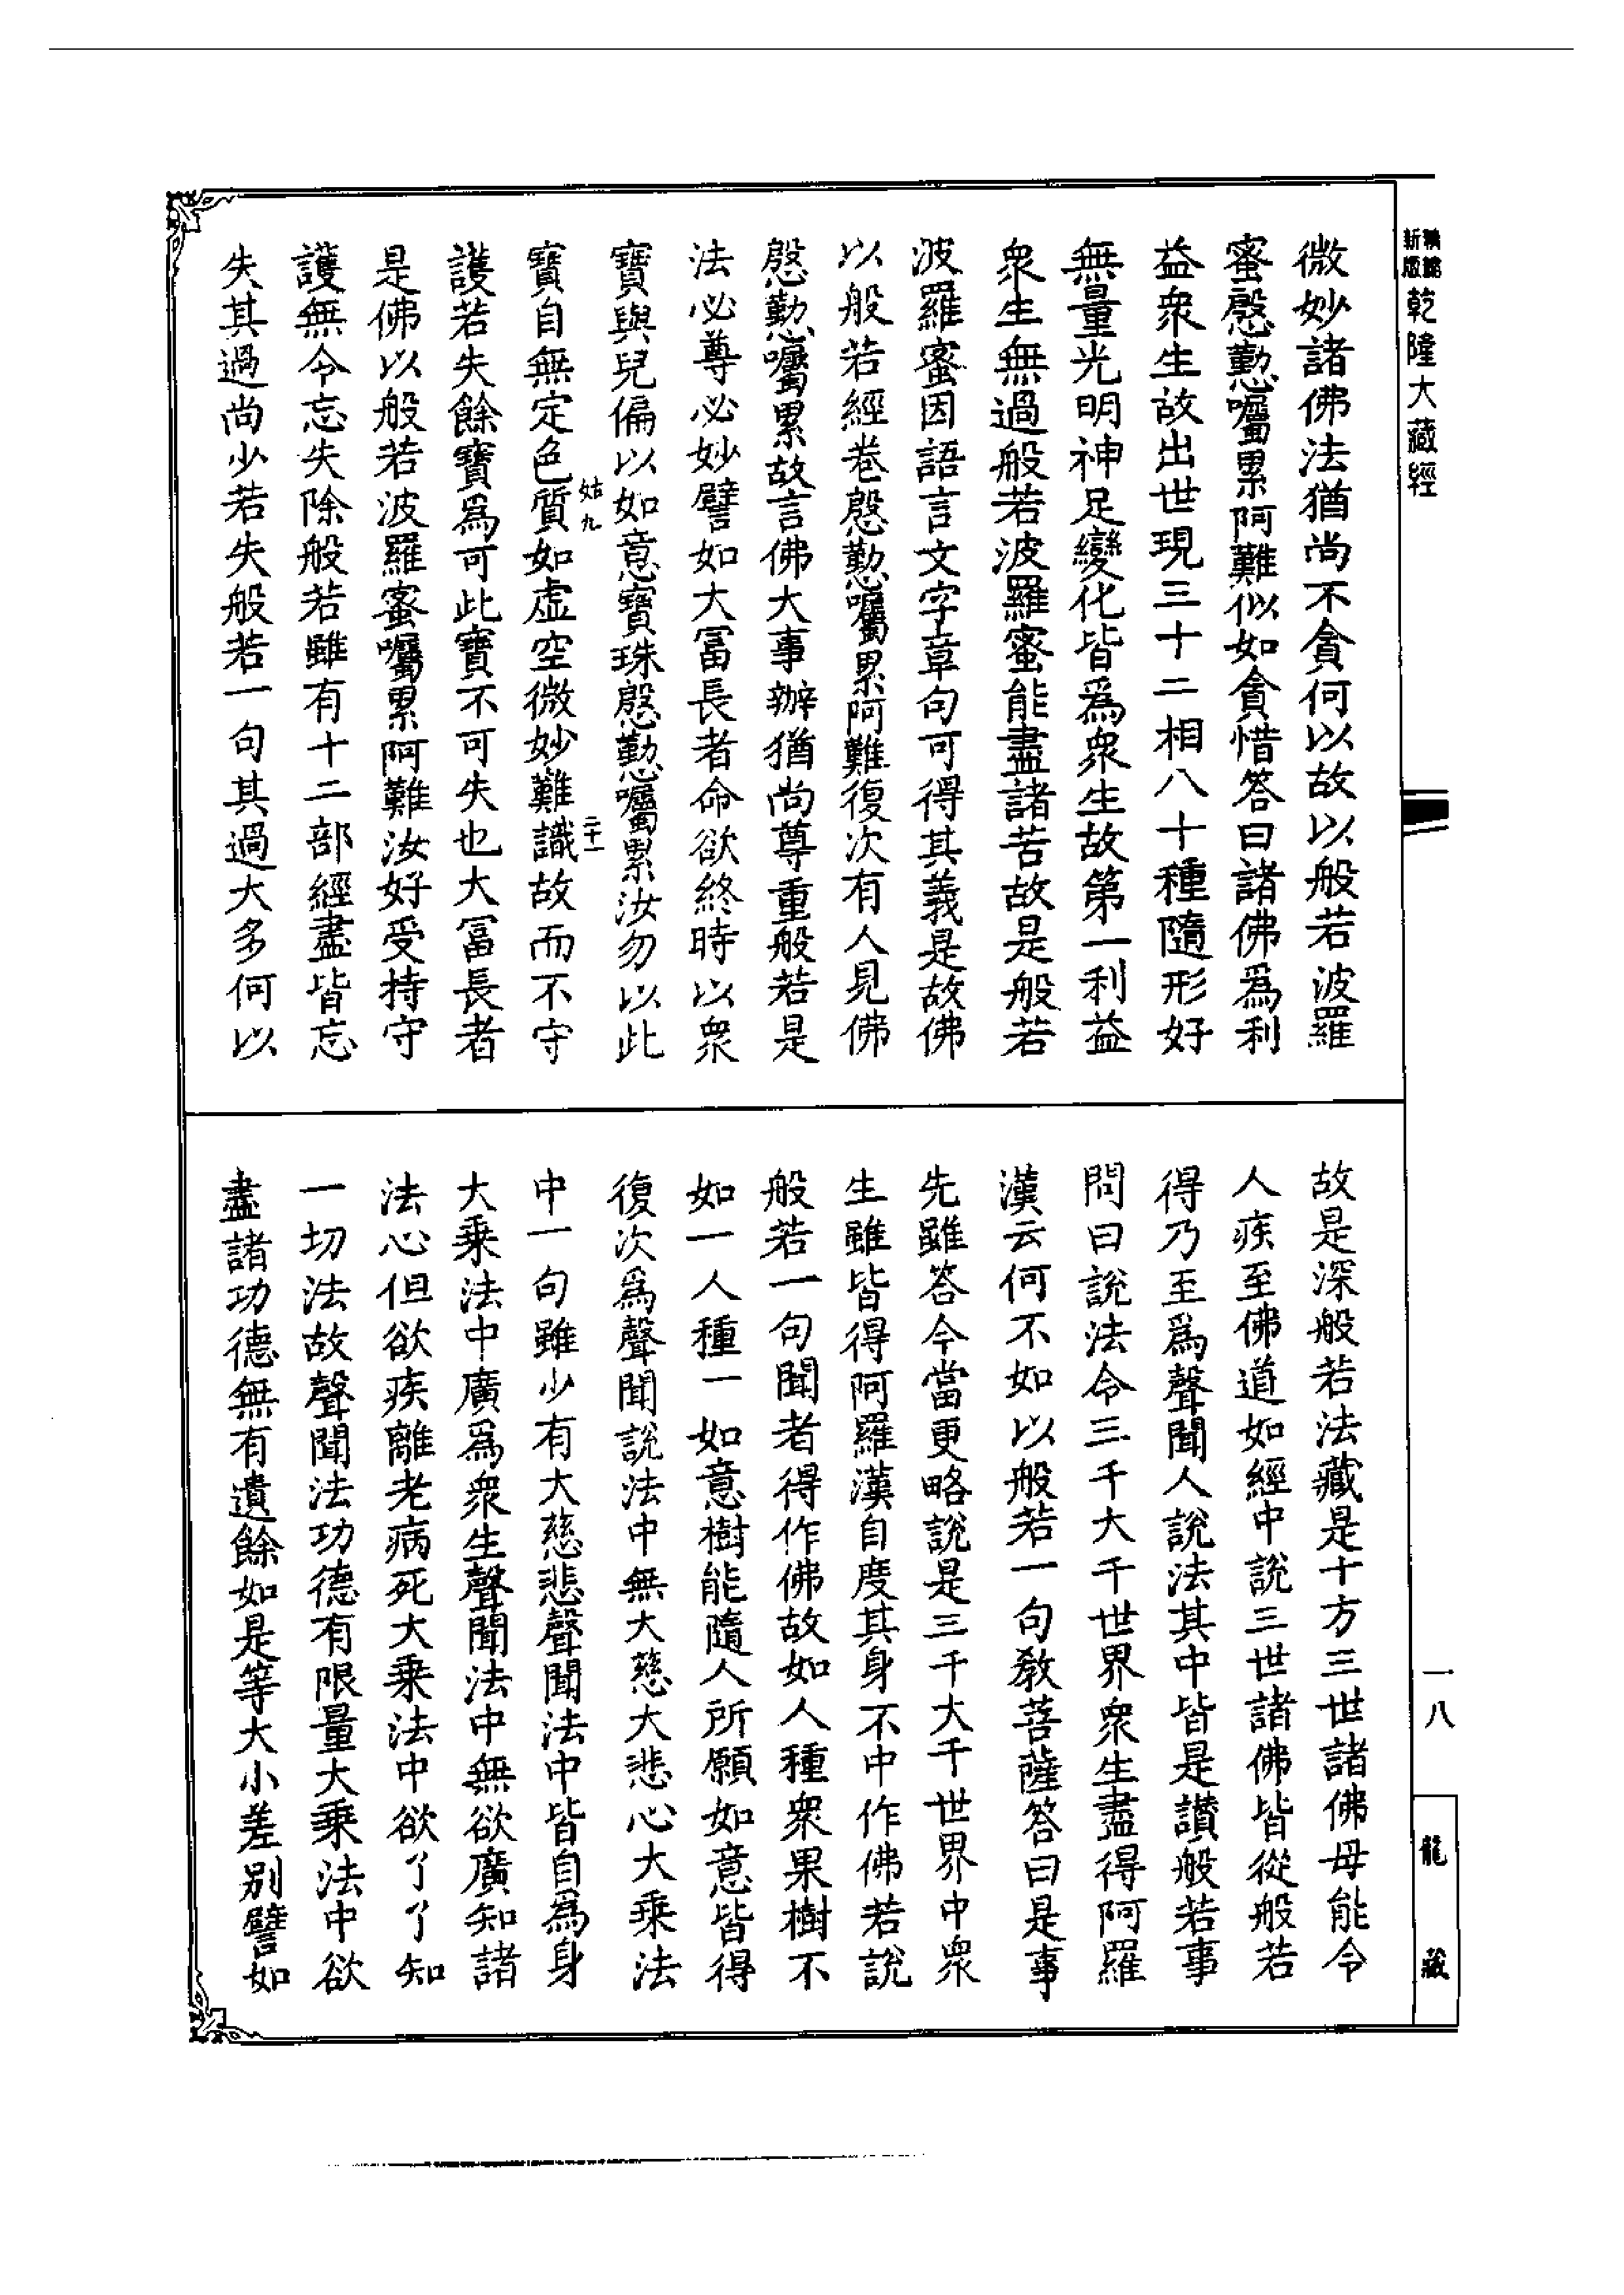 新編縮版乾隆大藏經
微妙諸佛法猶尚不貪何以故以般若波羅
蜜慇懃囑累阿難似如貪惜答曰諸佛爲利
益衆生故出世現三十二相八十種隨形好
無量光明神足變化皆爲衆生故第一利益
衆生無過般若波羅蜜能盡諸苦故是般若
波羅蜜因語言文字章句可得其義是故佛
以般若經卷慇懃囑累阿難復次有人見佛
慇懃囑累故言佛大事辦猶尚尊重般若是
法必尊必妙譬如大富長者命欲終時以衆
寶與兒偏以如意寶珠慇懃囑累汝勿以此
姑九
二十一
寶自無定色質如虛空微妙難識故而不守
護若失餘寶爲可此寶不可失也大富長者
是佛以般若波羅蜜囑累阿難汝好受持守
護無令忘失除般若雖有十二部經盡皆忘
失其過尚少若失般若一句其過大多何以
故是深般若法藏是十方三世諸佛母能令
人疾至佛道如經中說三世諸佛皆從般若
得乃至爲聲聞人說法其中皆是讚般若事
問曰說法令三千大千世界衆生盡得阿羅
漢云何不如以般若一句教菩薩答曰是事
先雖答今當更略說是三千大千世界中衆
生雖皆得阿羅漢自度其身不中作佛若說
般若一句聞者得作佛故如人種衆果樹不
如一人種一如意樹能隨人所願如意皆得
復次爲聲聞說法中無大慈大悲心大乘法
中一句雖少有大慈悲聲聞法中皆自爲身
大乘法中廣爲衆生聲聞法中無欲廣知諸
法心但欲疾離老病死大乘法中欲了了知
一切法故聲聞法功德有限量大乘法中欲
盡諸功德無有遺餘如是等大小差別譬如
一八
龍藏